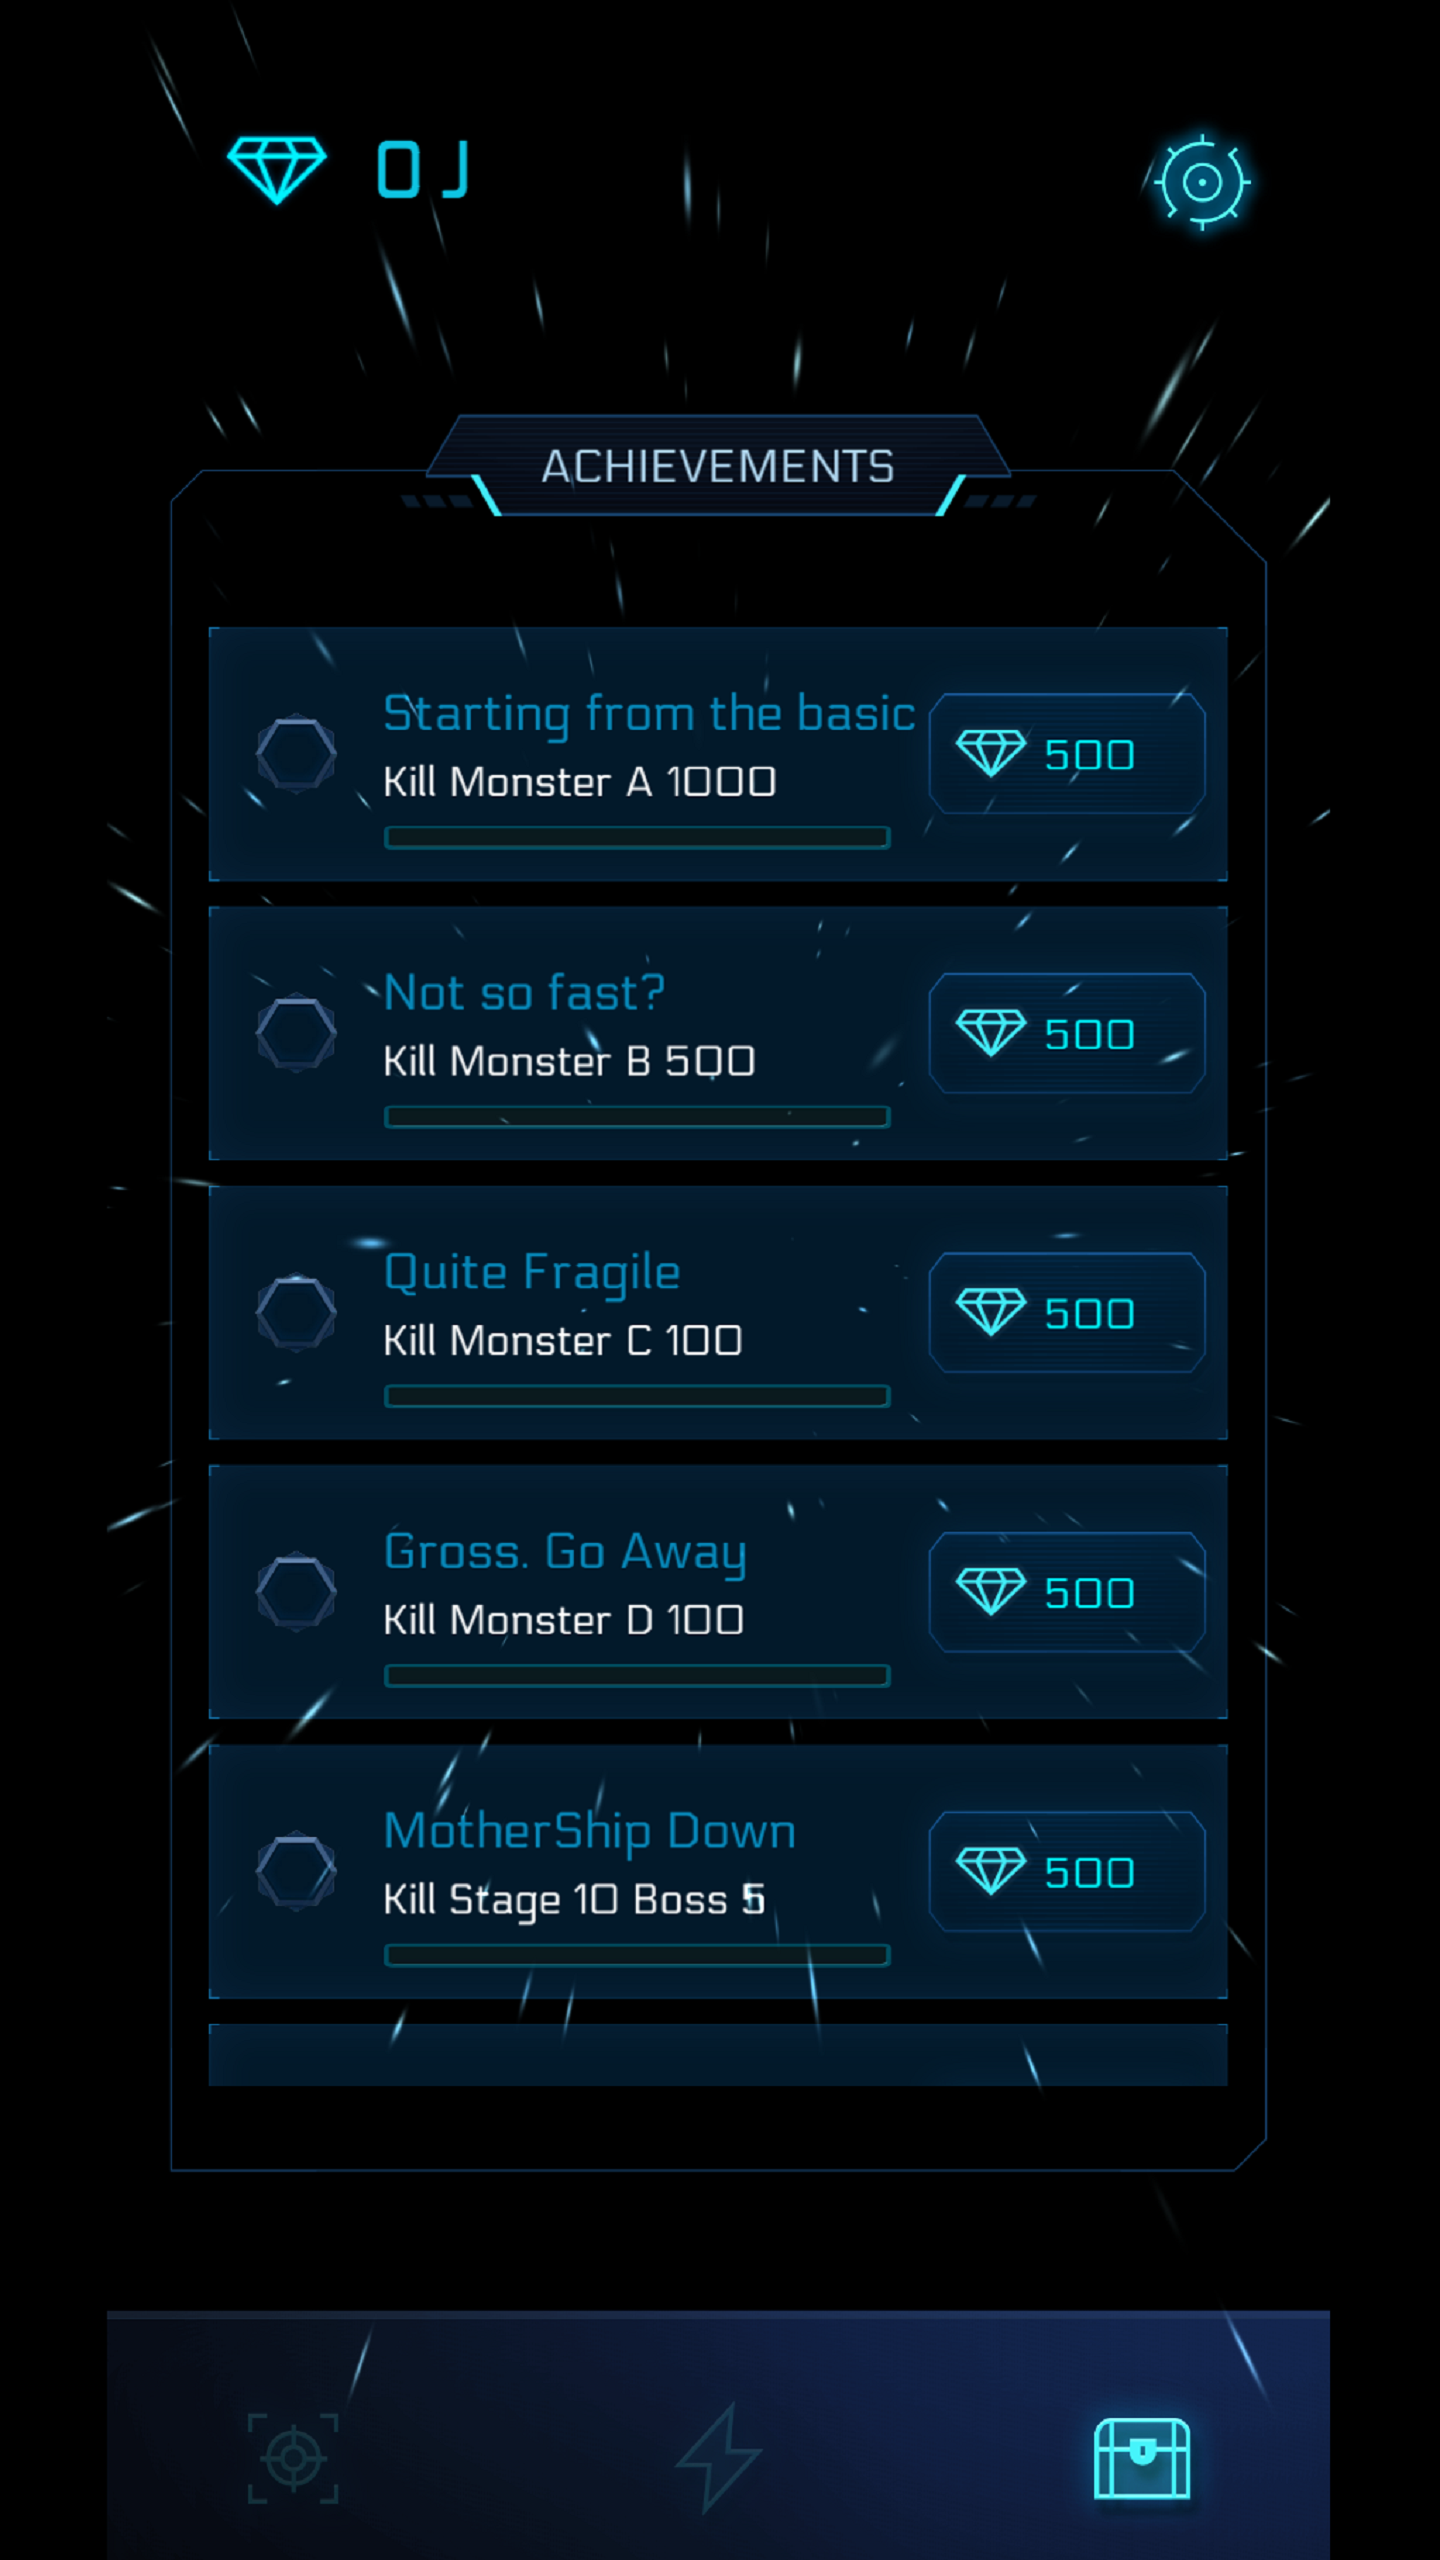 0J
ACHIEVEMENTS
Starting from the basic
Kill Monster A 1000
500
Not so fast?
Kill Monster B 500
500
Quite Fragile
Kill Monster C 100
500
Gross. Go Away
Kill Monster D 100
500
MotherShip Down
Kill Stage 10 Boss 5
500